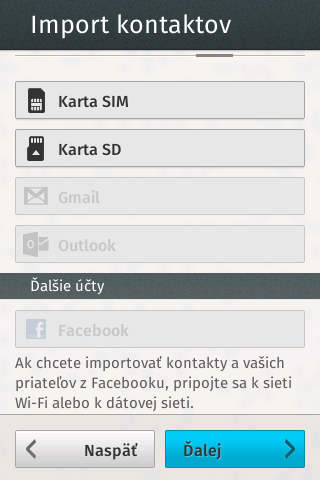 Import kontaktov
Karta SIM
Karta SD
Gmail
Outlook
Ďalšie účty
Facebook
Ak chcete importovať kontakty a vašich
priateľov z Facebooku, pripojte sa k sieti
Wi-Fi alebo k dátovej sieti.
Naspäť
Ďalej